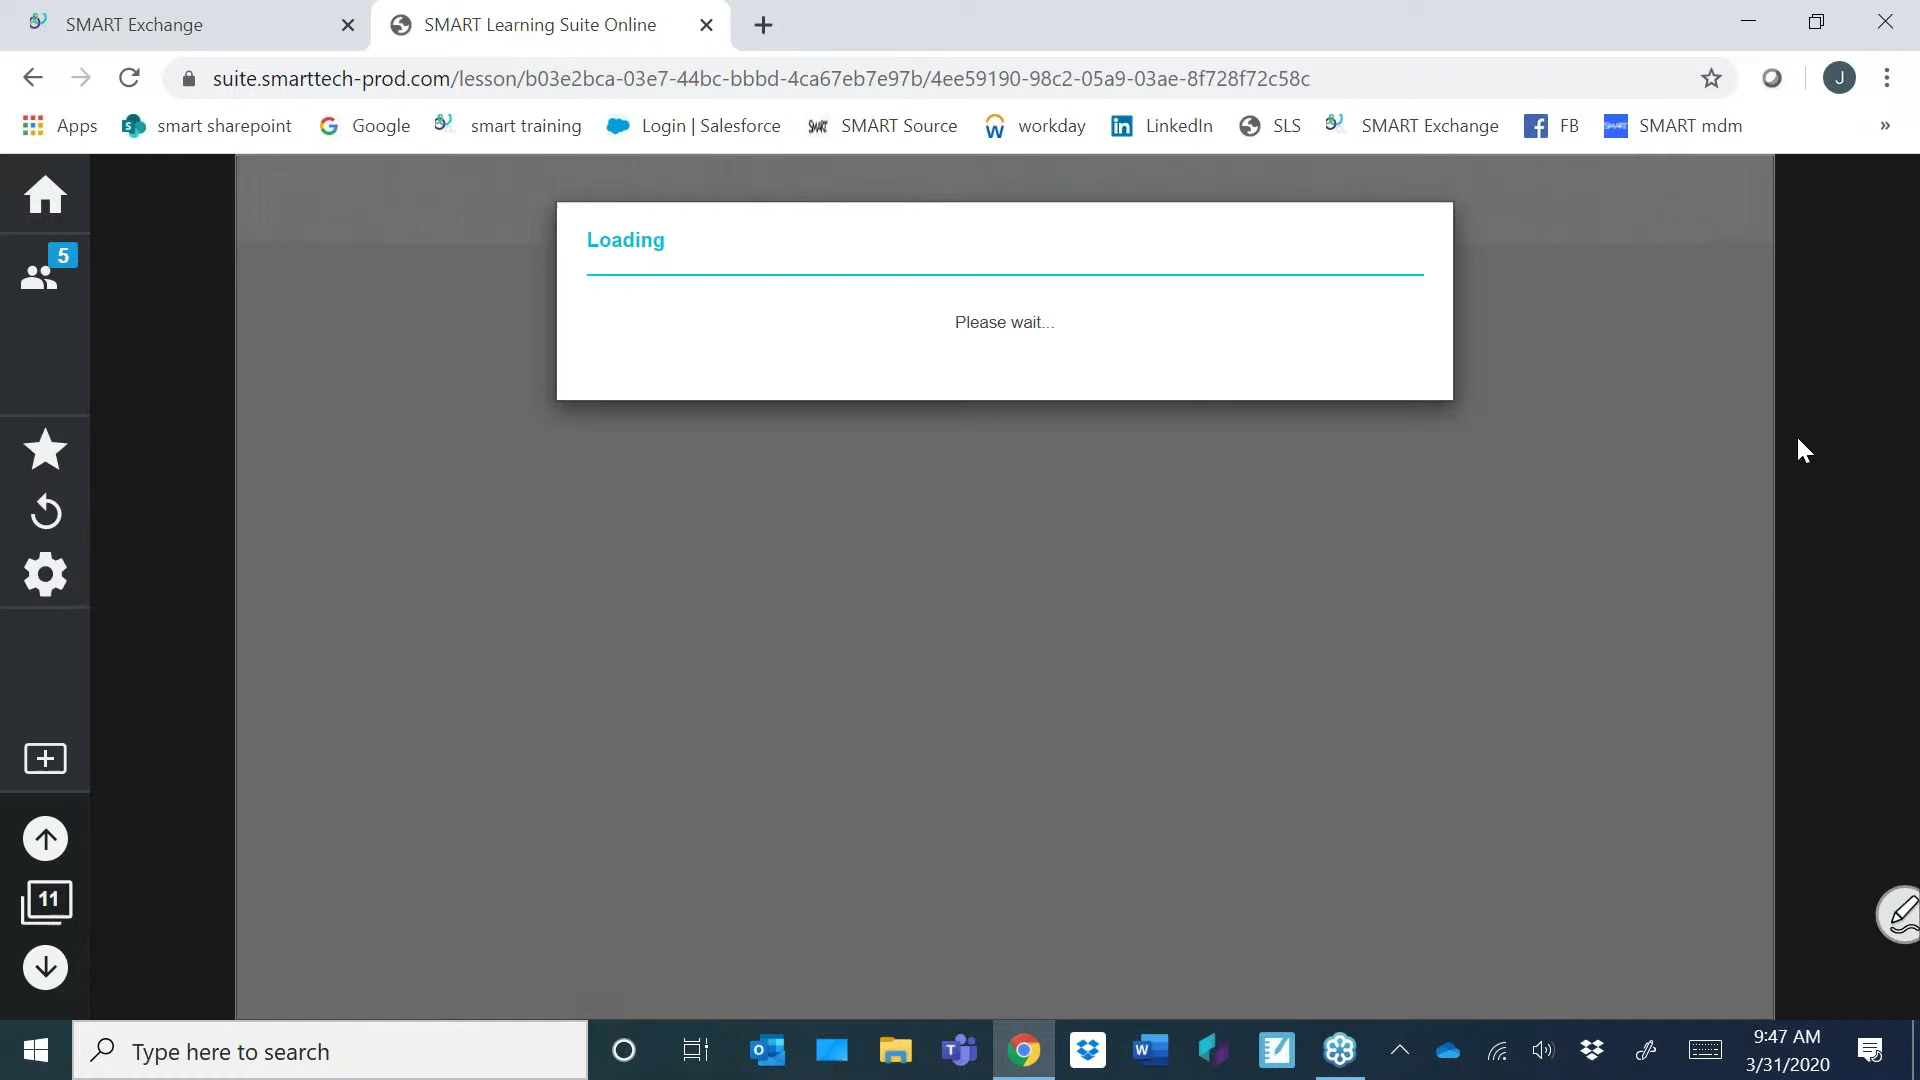 SMART Exchange
SMART Learning Suite Online
suite.smarttech-prod.com/lesson/b03e2bca-03e7-44bc-bbbd-4ca67eb7e97b/4ee59190-98c2-05a9-03ae-8f728f72c58c
J
Apps
smart sharepoint
Google
smart training
Login | Salesforce
SMART Source
workday
LinkedIn
SLS
SMART Exchange
FB
SMART mdm
»
5
Loading
Please wait...
11
Type here to search
9:47 AM
3/31/2020